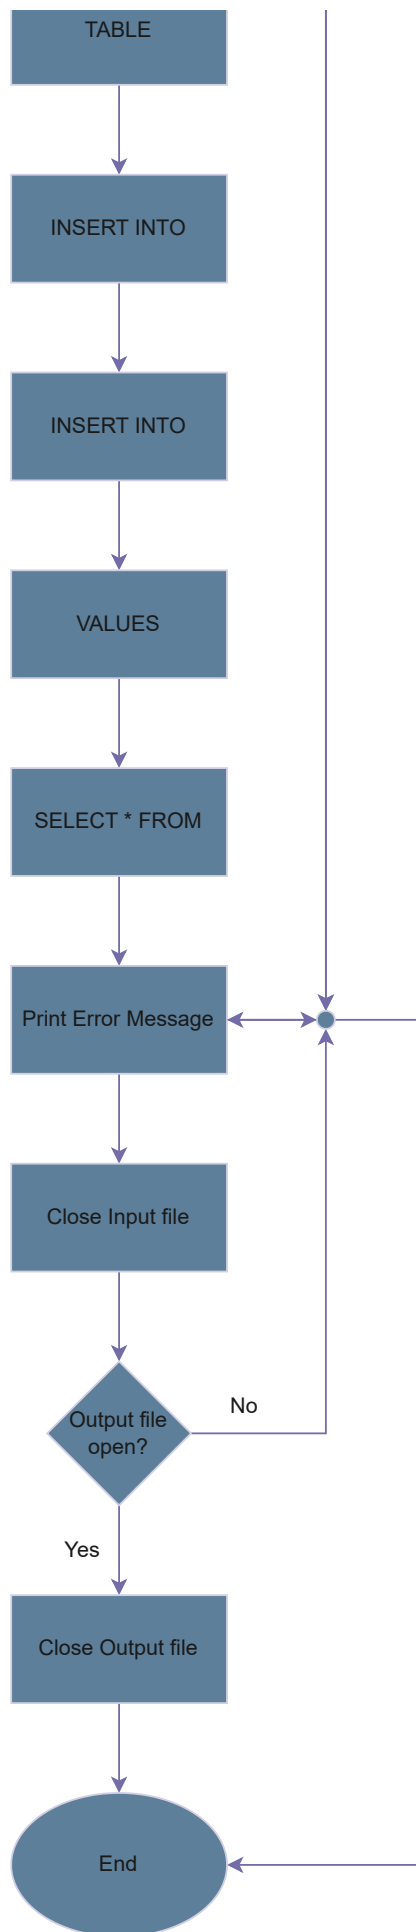 TABLE
INSERT INTO
INSERT INTO
VALUES
SELECT * FROM
Print Error Message
Close Input file
Output file
open?
No
Yes
Close Output file
End